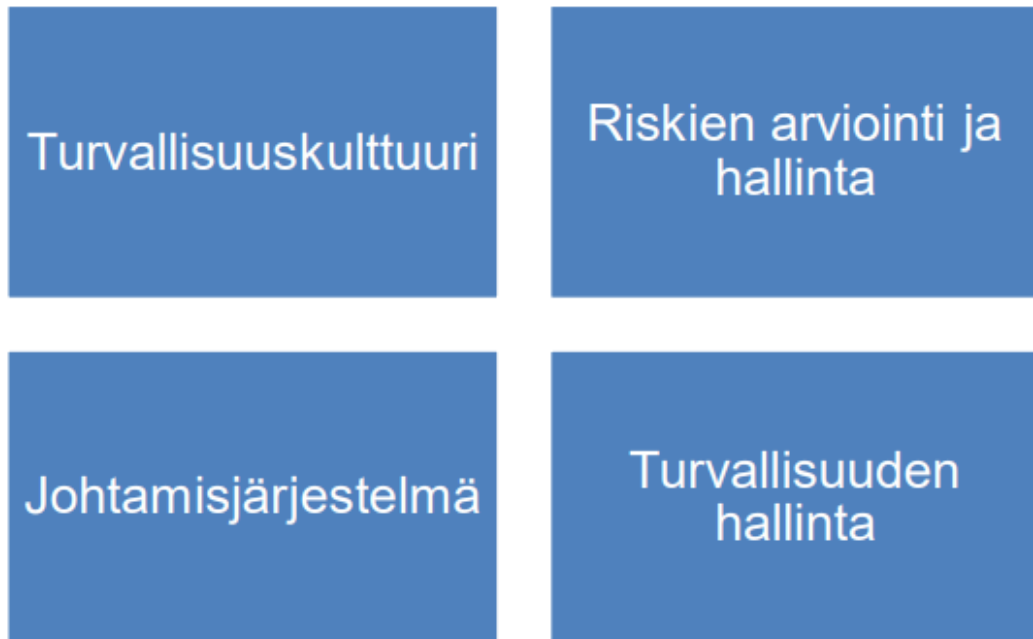 Turvallisuuskulttuuri
Riskien arviointi ja
hallinta
Johtamisjärjestelmä
Turvallisuuden
hallinta